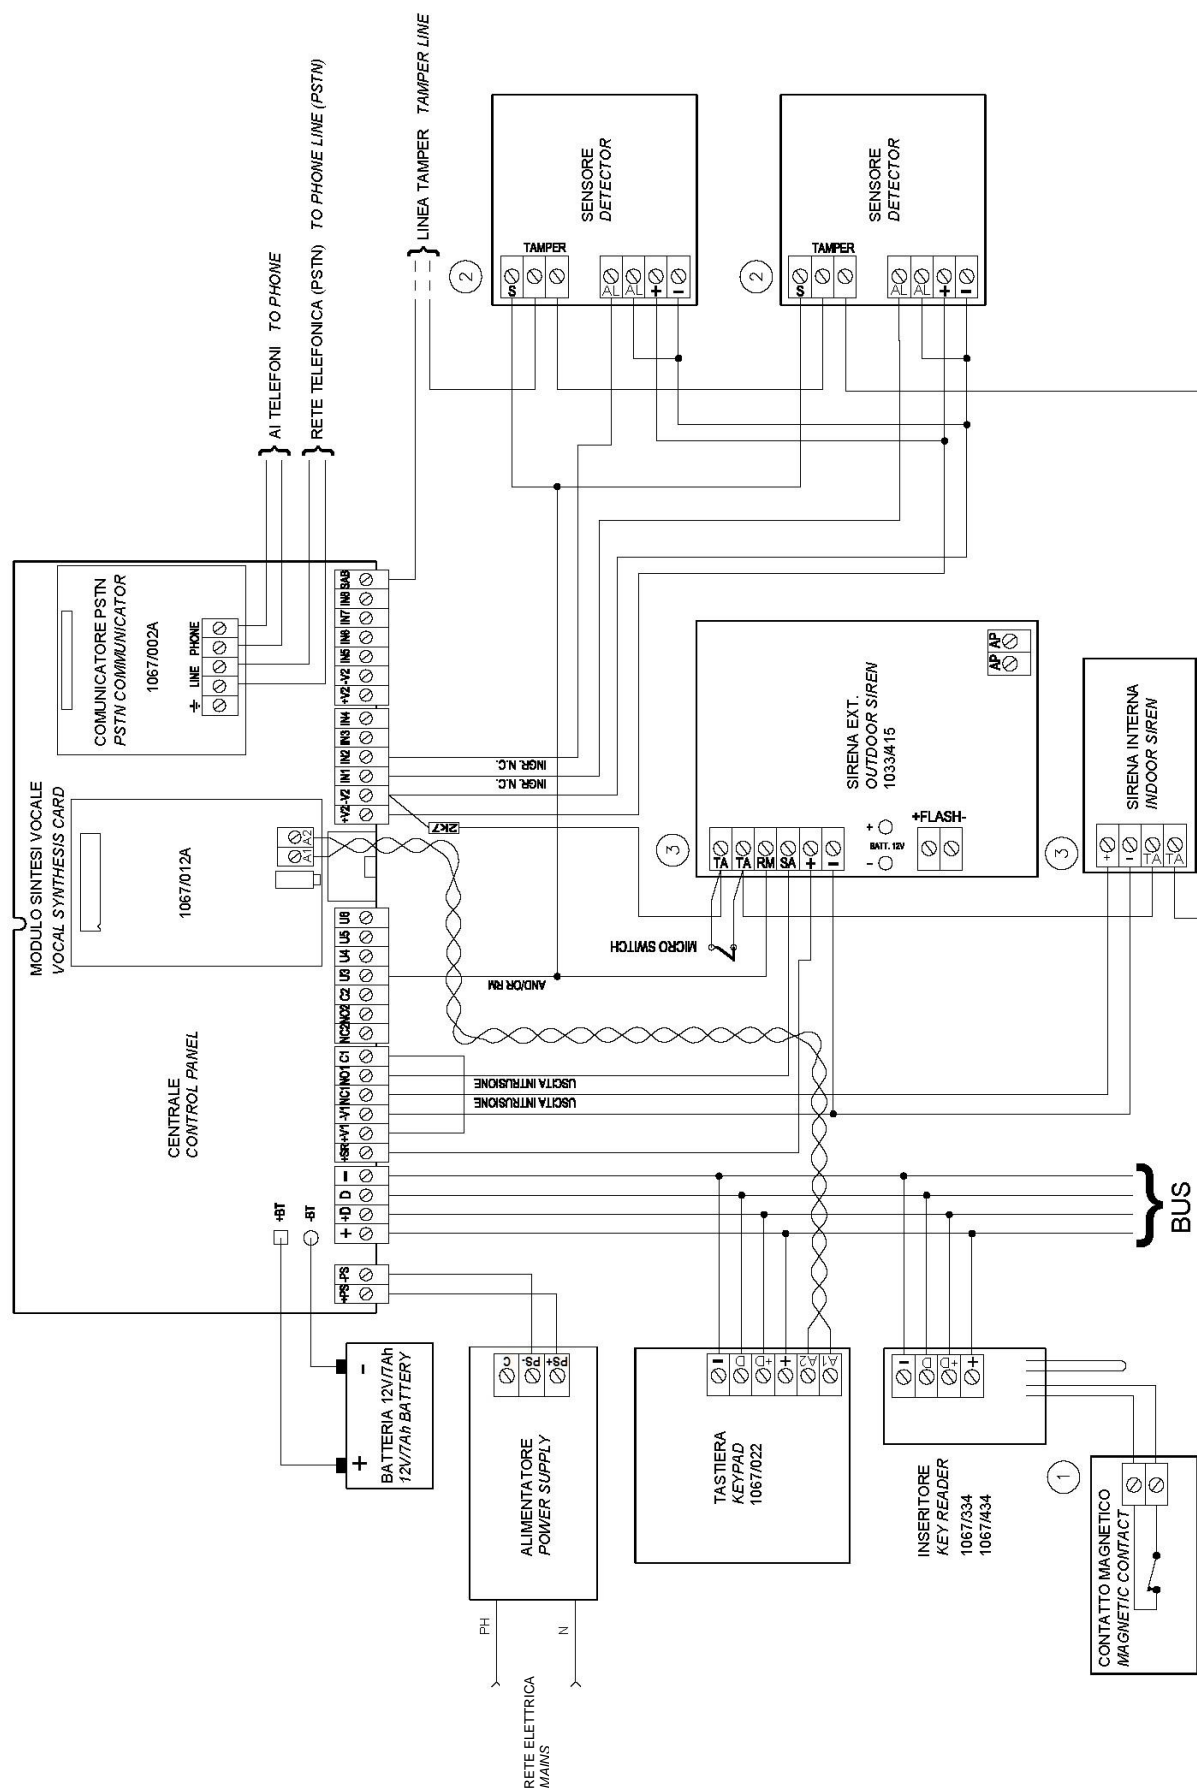 MODULO SINTESI VOCALE
VOCAL SYNTHESIS CARD
COMUNICATORE PSTN
PSTN COMMUNICATOR
1067/002A
LINE PHONE
AI TELEFONI TO PHONE
RETE TELEFONICA (PSTN) TO PHONE LINE (PSTN)
LINEA TAMPER TAMPER LINE
1067/012A
A1 A2
CENTRALE
CONTROL PANEL
+BT
-BT
+PS -PS
+ +D D -
+SR +V1 -V1 NC1 NO1 C1
NC2 NO2 C2 U3 U4 U5 U6
+V2 -V2 IN1 IN2 IN3 IN4
+V2 -V2 IN5 IN6 IN7 IN8 SAB
+ -
BATTERIA 12V/7Ah
12V/7Ah BATTERY
USCITA INTRUSIONE
USCITA INTRUSIONE
AND/OR RM
2K7
INGR. N.C.
INGR. N.C.
2
S
TAMPER
AL
AL
+
-
SENSORE
DETECTOR
2
S
TAMPER
AL
AL
+
-
SENSORE
DETECTOR
C
PS-
PS+
ALIMENTATORE
POWER SUPPLY
PH
N
RETE ELETTRICA
MAINS
MICRO SWITCH
3
TA
TA
RM
SA
+
-
SIRENA EXT.
OUTDOOR SIREN
1033/415
- BATT. 12V +
+FLASH-
AP AP
3
+
-
TA
TA
SIRENA INTERNA
INDOOR SIREN
-
D
+D
+
A2
A1
TASTIERA
KEYPAD
1067/022
-
D
+D
+
INSERITORE
KEY READER
1067/334
1067/434
BUS
1
CONTATTO MAGNETICO
MAGNETIC CONTACT